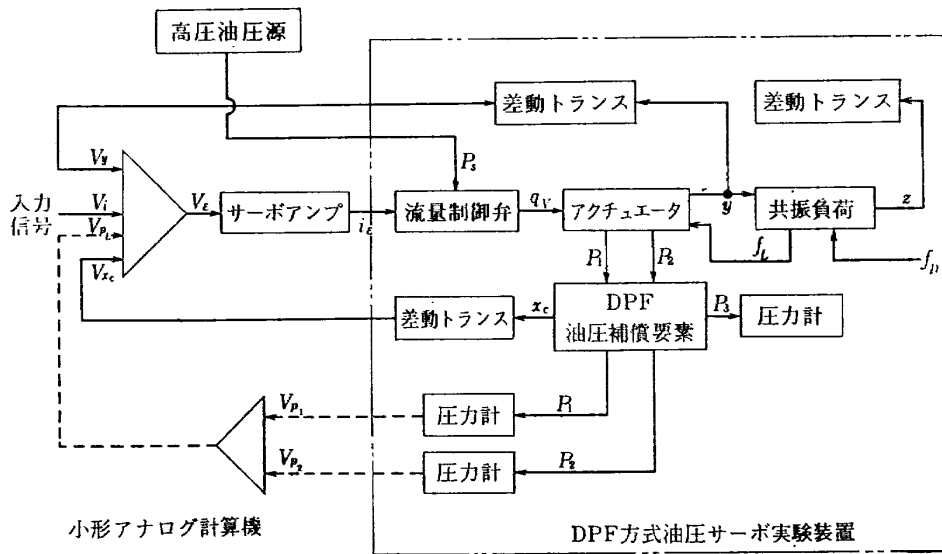 高圧油圧源
差動トランス
差動トランス
V_y
P_s
入力
信号
V_i
V_ε
サーボアンプ
i_ε
流量制御弁
q_V
アクチュエータ
y
共振負荷
z
V_{P_L}
V_{x_c}
f_L
f_D
P_1
P_2
差動トランス
x_c
DPF
油圧補償要素
P_3
圧力計
V_{P_1}
圧力計
P_1
V_{P_2}
圧力計
P_2
小形アナログ計算機
DPF方式油圧サーボ実験装置